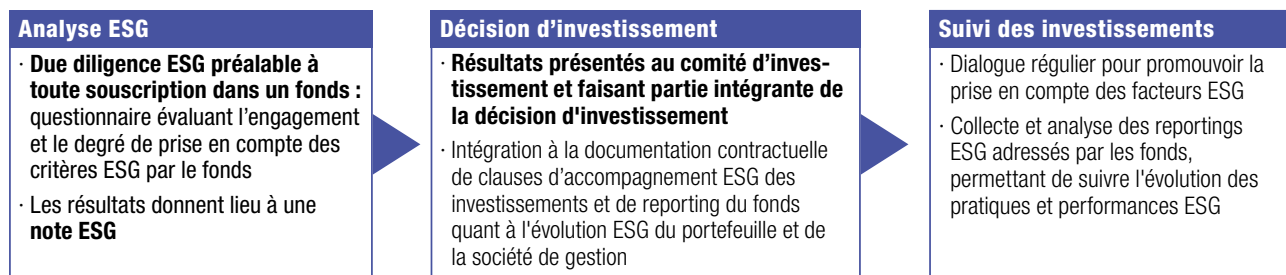 Analyse ESG
· Due diligence ESG préalable à
toute souscription dans un fonds :
questionnaire évaluant l’engagement
et le degré de prise en compte des
critères ESG par le fonds
· Les résultats donnent lieu à une
note ESG
Décision d’investissement
· Résultats présentés au comité d’inves-
tissement et faisant partie intégrante de
la décision d'investissement
· Intégration à la documentation contractuelle
de clauses d’accompagnement ESG des
investissements et de reporting du fonds
quant à l'évolution ESG du portefeuille et de
la société de gestion
Suivi des investissements
· Dialogue régulier pour promouvoir la
prise en compte des facteurs ESG
· Collecte et analyse des reportings
ESG adressés par les fonds,
permettant de suivre l'évolution des
pratiques et performances ESG